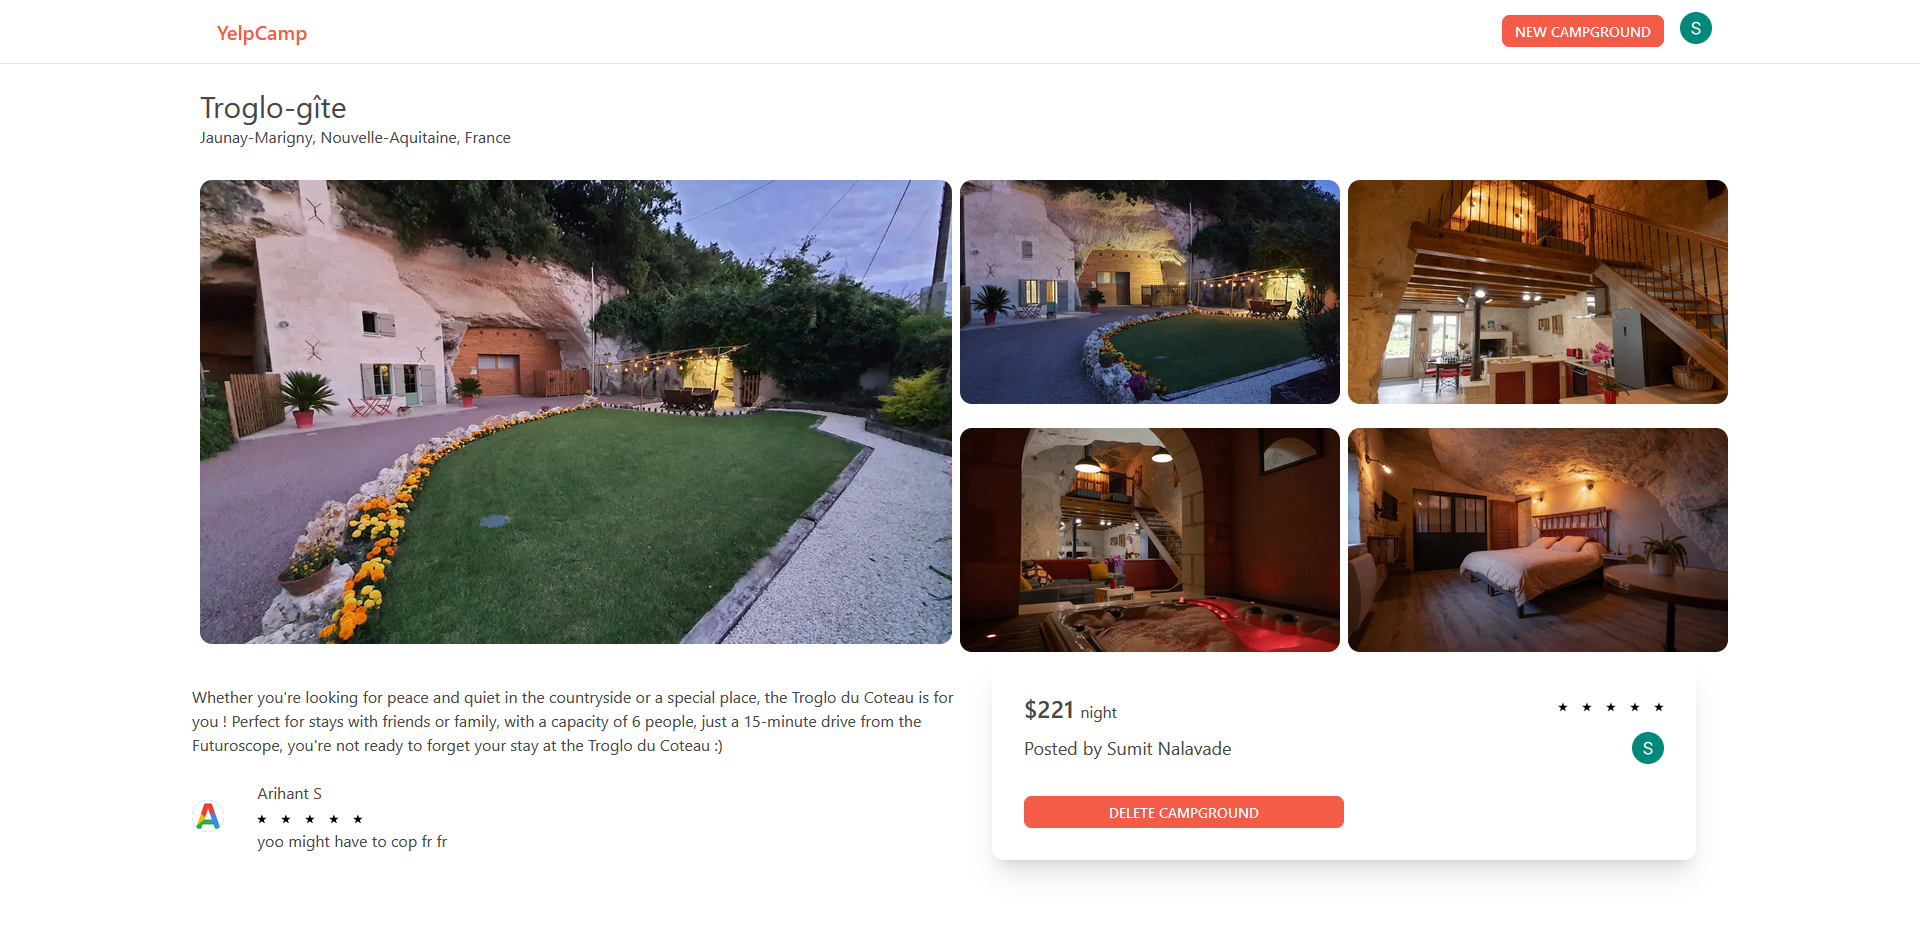 YelpCamp
NEW CAMPGROUND
S
Troglo-gîte
Jaunay-Marigny, Nouvelle-Aquitaine, France
Whether you're looking for peace and quiet in the countryside or a special place, the Troglo du Coteau is for
you ! Perfect for stays with friends or family, with a capacity of 6 people, just a 15-minute drive from the
Futuroscope, you're not ready to forget your stay at the Troglo du Coteau :)
Arihant S
yoo might have to cop fr fr
$221 night
Posted by Sumit Nalavade
S
DELETE CAMPGROUND